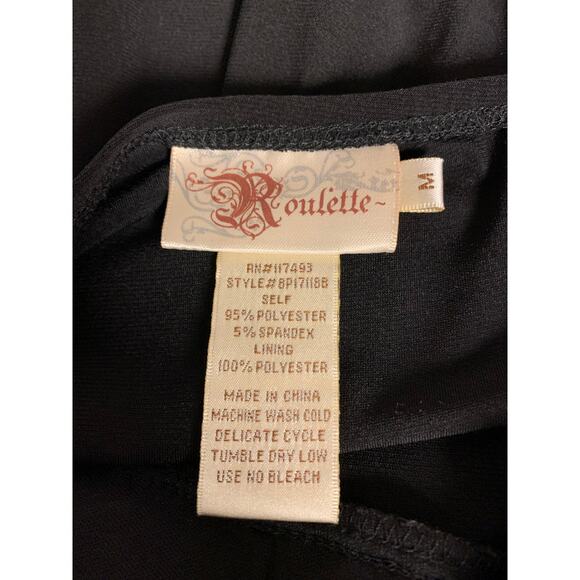 Roulette~
M
RN#117493
STYLE#BP17118B
SELF
95% POLYESTER
5% SPANDEX
LINING
100% POLYESTER
MADE IN CHINA
MACHINE WASH COLD
DELICATE CYCLE
TUMBLE DRY LOW
USE NO BLEACH